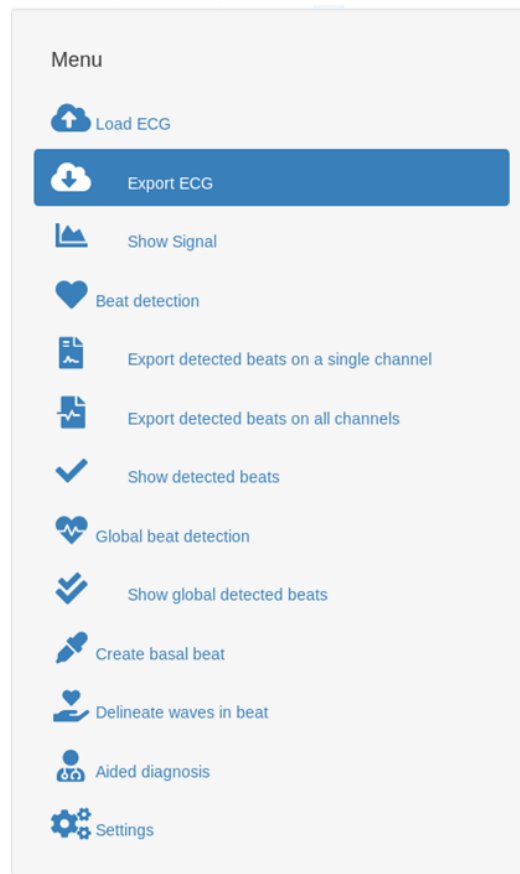 Menu
Load ECG
Export ECG
Show Signal
Beat detection
Export detected beats on a single channel
Export detected beats on all channels
Show detected beats
Global beat detection
Show global detected beats
Create basal beat
Delineate waves in beat
Aided diagnosis
Settings